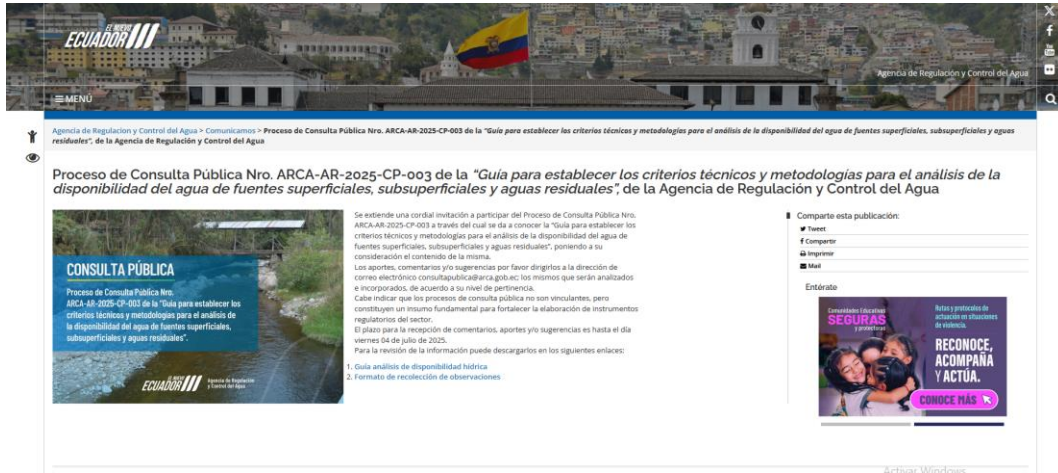 EL NUEVO
ECUADOR
Agencia de Regulación y Control del Agua
≡ MENÚ
Agencia de Regulacion y Control del Agua > Comunicamos > Proceso de Consulta Pública Nro. ARCA-AR-2025-CP-003 de la "Guía para establecer los criterios técnicos y metodologías para el análisis de la disponibilidad del agua de fuentes superficiales, subsuperficiales y aguas
residuales", de la Agencia de Regulación y Control del Agua
Proceso de Consulta Pública Nro. ARCA-AR-2025-CP-003 de la "Guía para establecer los criterios técnicos y metodologías para el análisis de la
disponibilidad del agua de fuentes superficiales, subsuperficiales y aguas residuales", de la Agencia de Regulación y Control del Agua
CONSULTA PÚBLICA
Proceso de Consulta Pública Nro.
ARCA-AR-2025-CP-003 de la "Guía para establecer los
criterios técnicos y metodologías para el análisis de
la disponibilidad del agua de fuentes superficiales,
subsuperficiales y aguas residuales".
EL NUEVO
ECUADOR
Agencia de Regulación
y Control del Agua
Se extiende una cordial invitación a participar del Proceso de Consulta Pública Nro.
ARCA-AR-2025-CP-003 a través del cual se da a conocer la "Guía para establecer los
criterios técnicos y metodologías para el análisis de la disponibilidad del agua de
fuentes superficiales, subsuperficiales y aguas residuales", poniendo a su
consideración el contenido de la misma.
Los aportes, comentarios y/o sugerencias por favor dirigirlos a la dirección de
correo electrónico consultapublica@arca.gob.ec; los mismos que serán analizados
e incorporados, de acuerdo a su nivel de pertinencia.
Cabe indicar que los procesos de consulta pública no son vinculantes, pero
constituyen un insumo fundamental para fortalecer la elaboración de instrumentos
regulatorios del sector.
El plazo para la recepción de comentarios, aportes y/o sugerencias es hasta el día
viernes 04 de julio de 2025.
Para la revisión de la información puede descargarlos en los siguientes enlaces:
1. Guía análisis de disponibilidad hídrica
2. Formato de recolección de observaciones
Comparte esta publicación:
Tweet
Compartir
Imprimir
Mail
Entérate
Comunidades Educativas
SEGURAS
y protectoras
Rutas y protocolos de
actuación en situaciones
de violencia.
RECONOCE,
ACOMPAÑA
Y ACTÚA.
CONOCE MÁS
Activar Windows